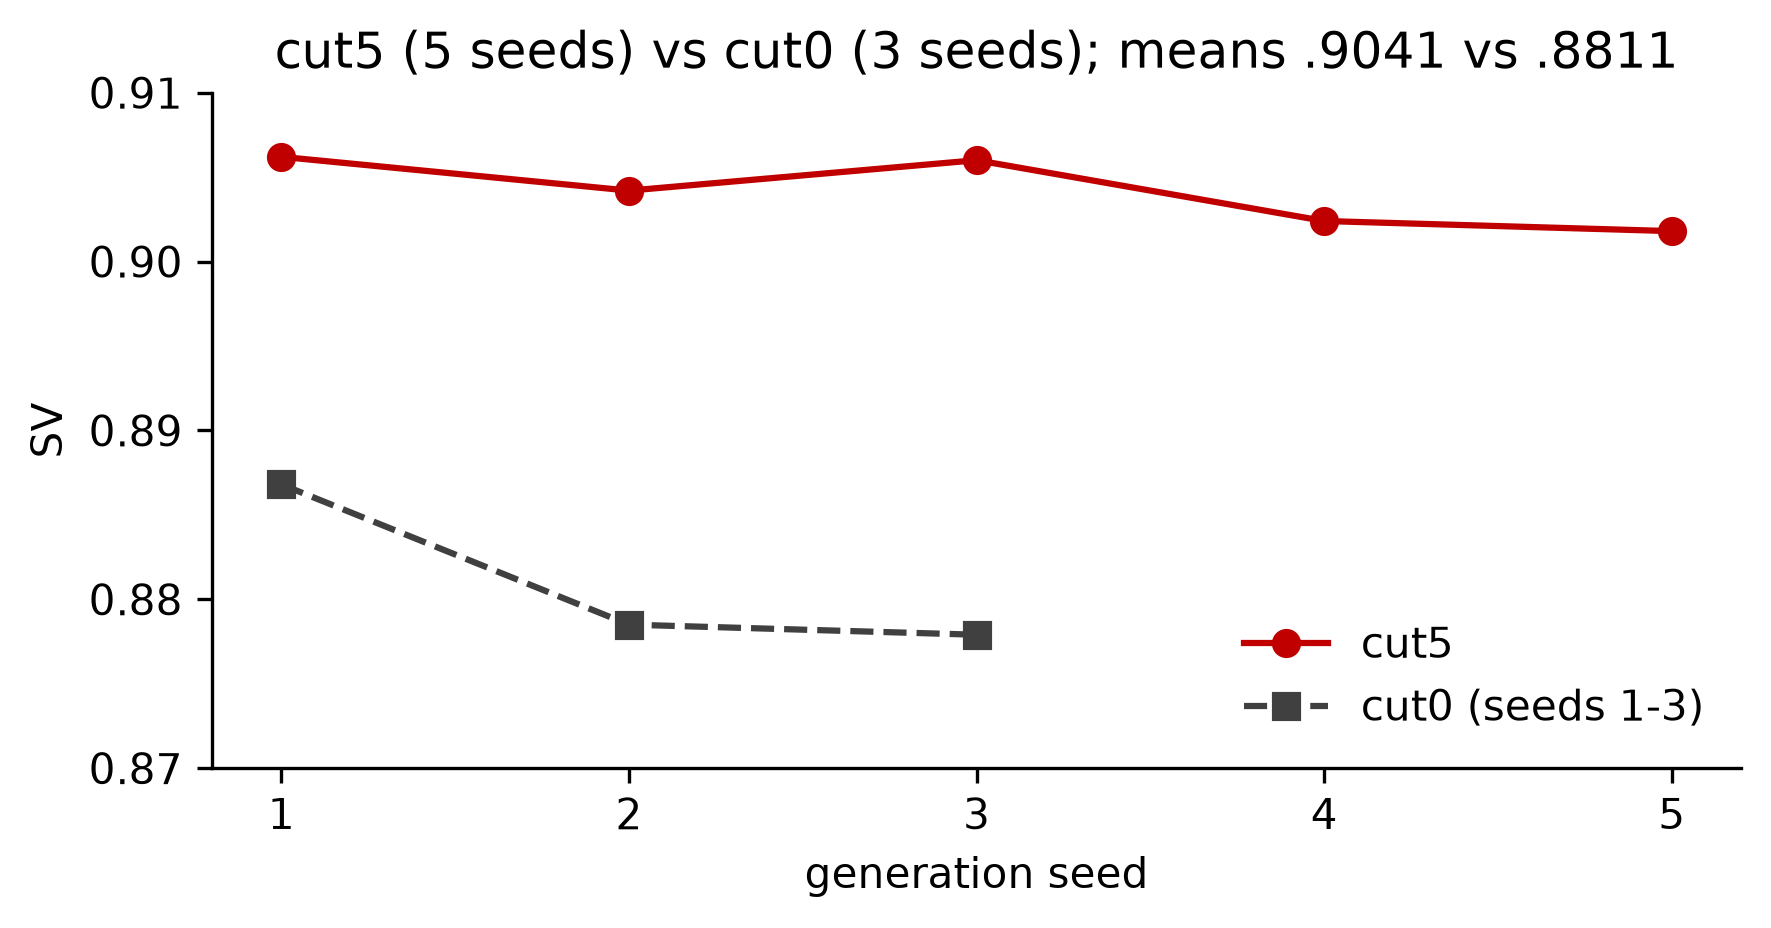 cut5 (5 seeds) vs cut0 (3 seeds); means .9041 vs .8811
0.91
0.90
0.89
0.88
0.87
SV
1 2 3 4 5
generation seed
cut5
cut0 (seeds 1-3)